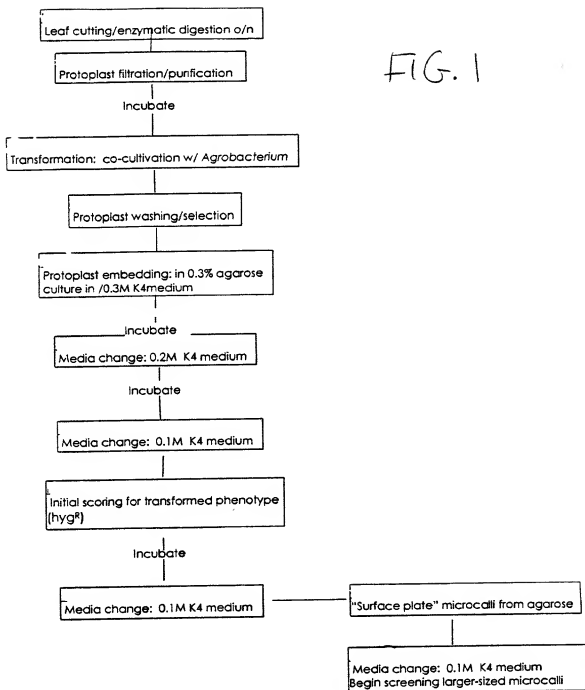 FIG. 1
Leaf cutting/enzymatic digestion o/n
Protoplast filtration/purification
Incubate
Transformation: co-cultivation w/ Agrobacterium
Protoplast washing/selection
Protoplast embedding: in 0.3% agarose
culture in /0.3M K4medium
Incubate
Media change: 0.2M K4 medium
Incubate
Media change: 0.1M K4 medium
Initial scoring for transformed phenotype
(hygR)
Incubate
Media change: 0.1M K4 medium
"Surface plate" microcalli from agarose
Media change: 0.1M K4 medium
Begin screening larger-sized microcalli